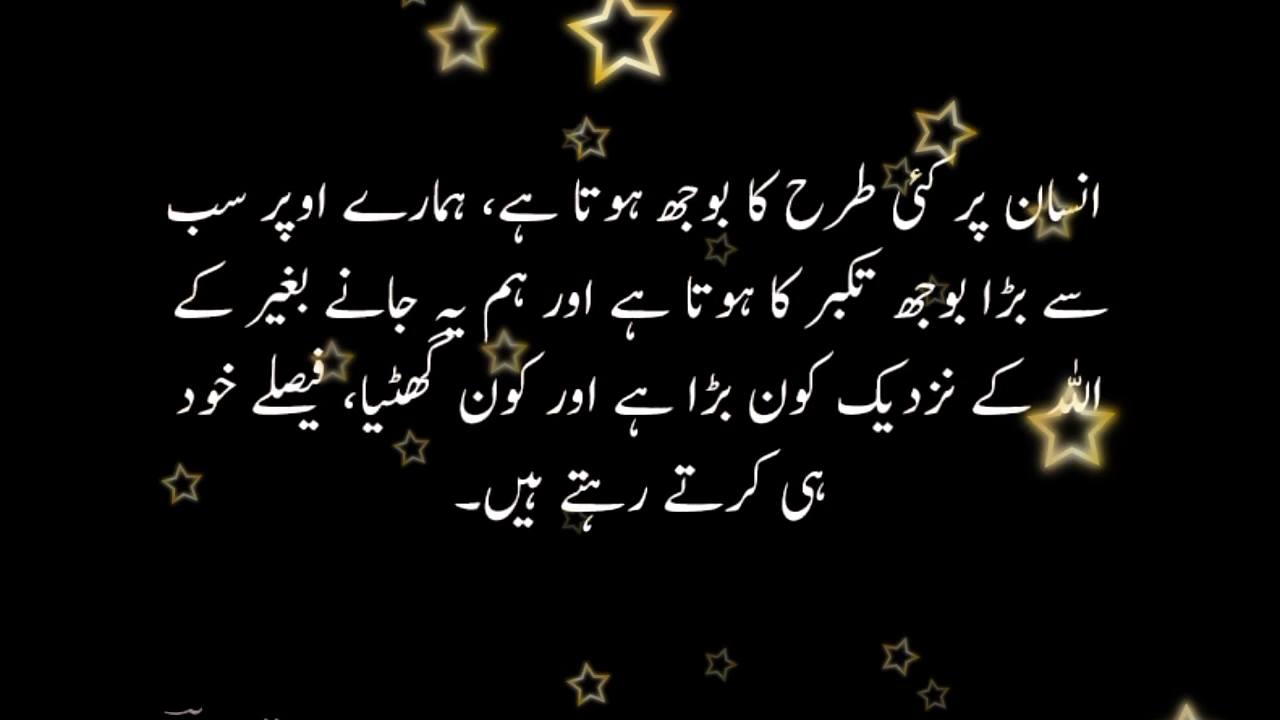 انسان پر کئی طرح کا بوجھ ہوتا ہے، ہمارے اوپر سب
سے بڑا بوجھ تکبر کا ہوتا ہے اور ہم یہ جانے بغیر کے
اللہ کے نزدیک کون بڑا ہے اور کون گھٹیا، فیصلے خود
ہی کرتے رہتے ہیں۔